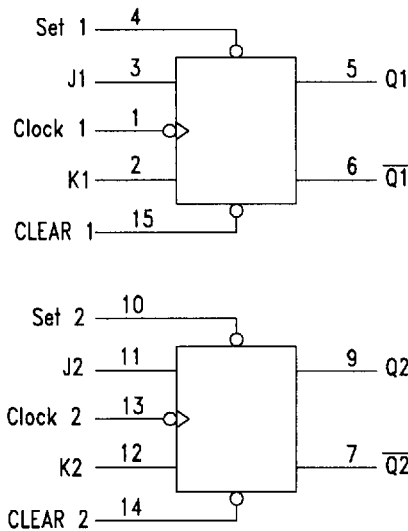 Set 1 4
J1 3 5 Q1
Clock 1 1
K1 2 6 Q1̅
CLEAR 1 15
Set 2 10
J2 11 9 Q2
Clock 2 13
K2 12 7 Q2̅
CLEAR 2 14